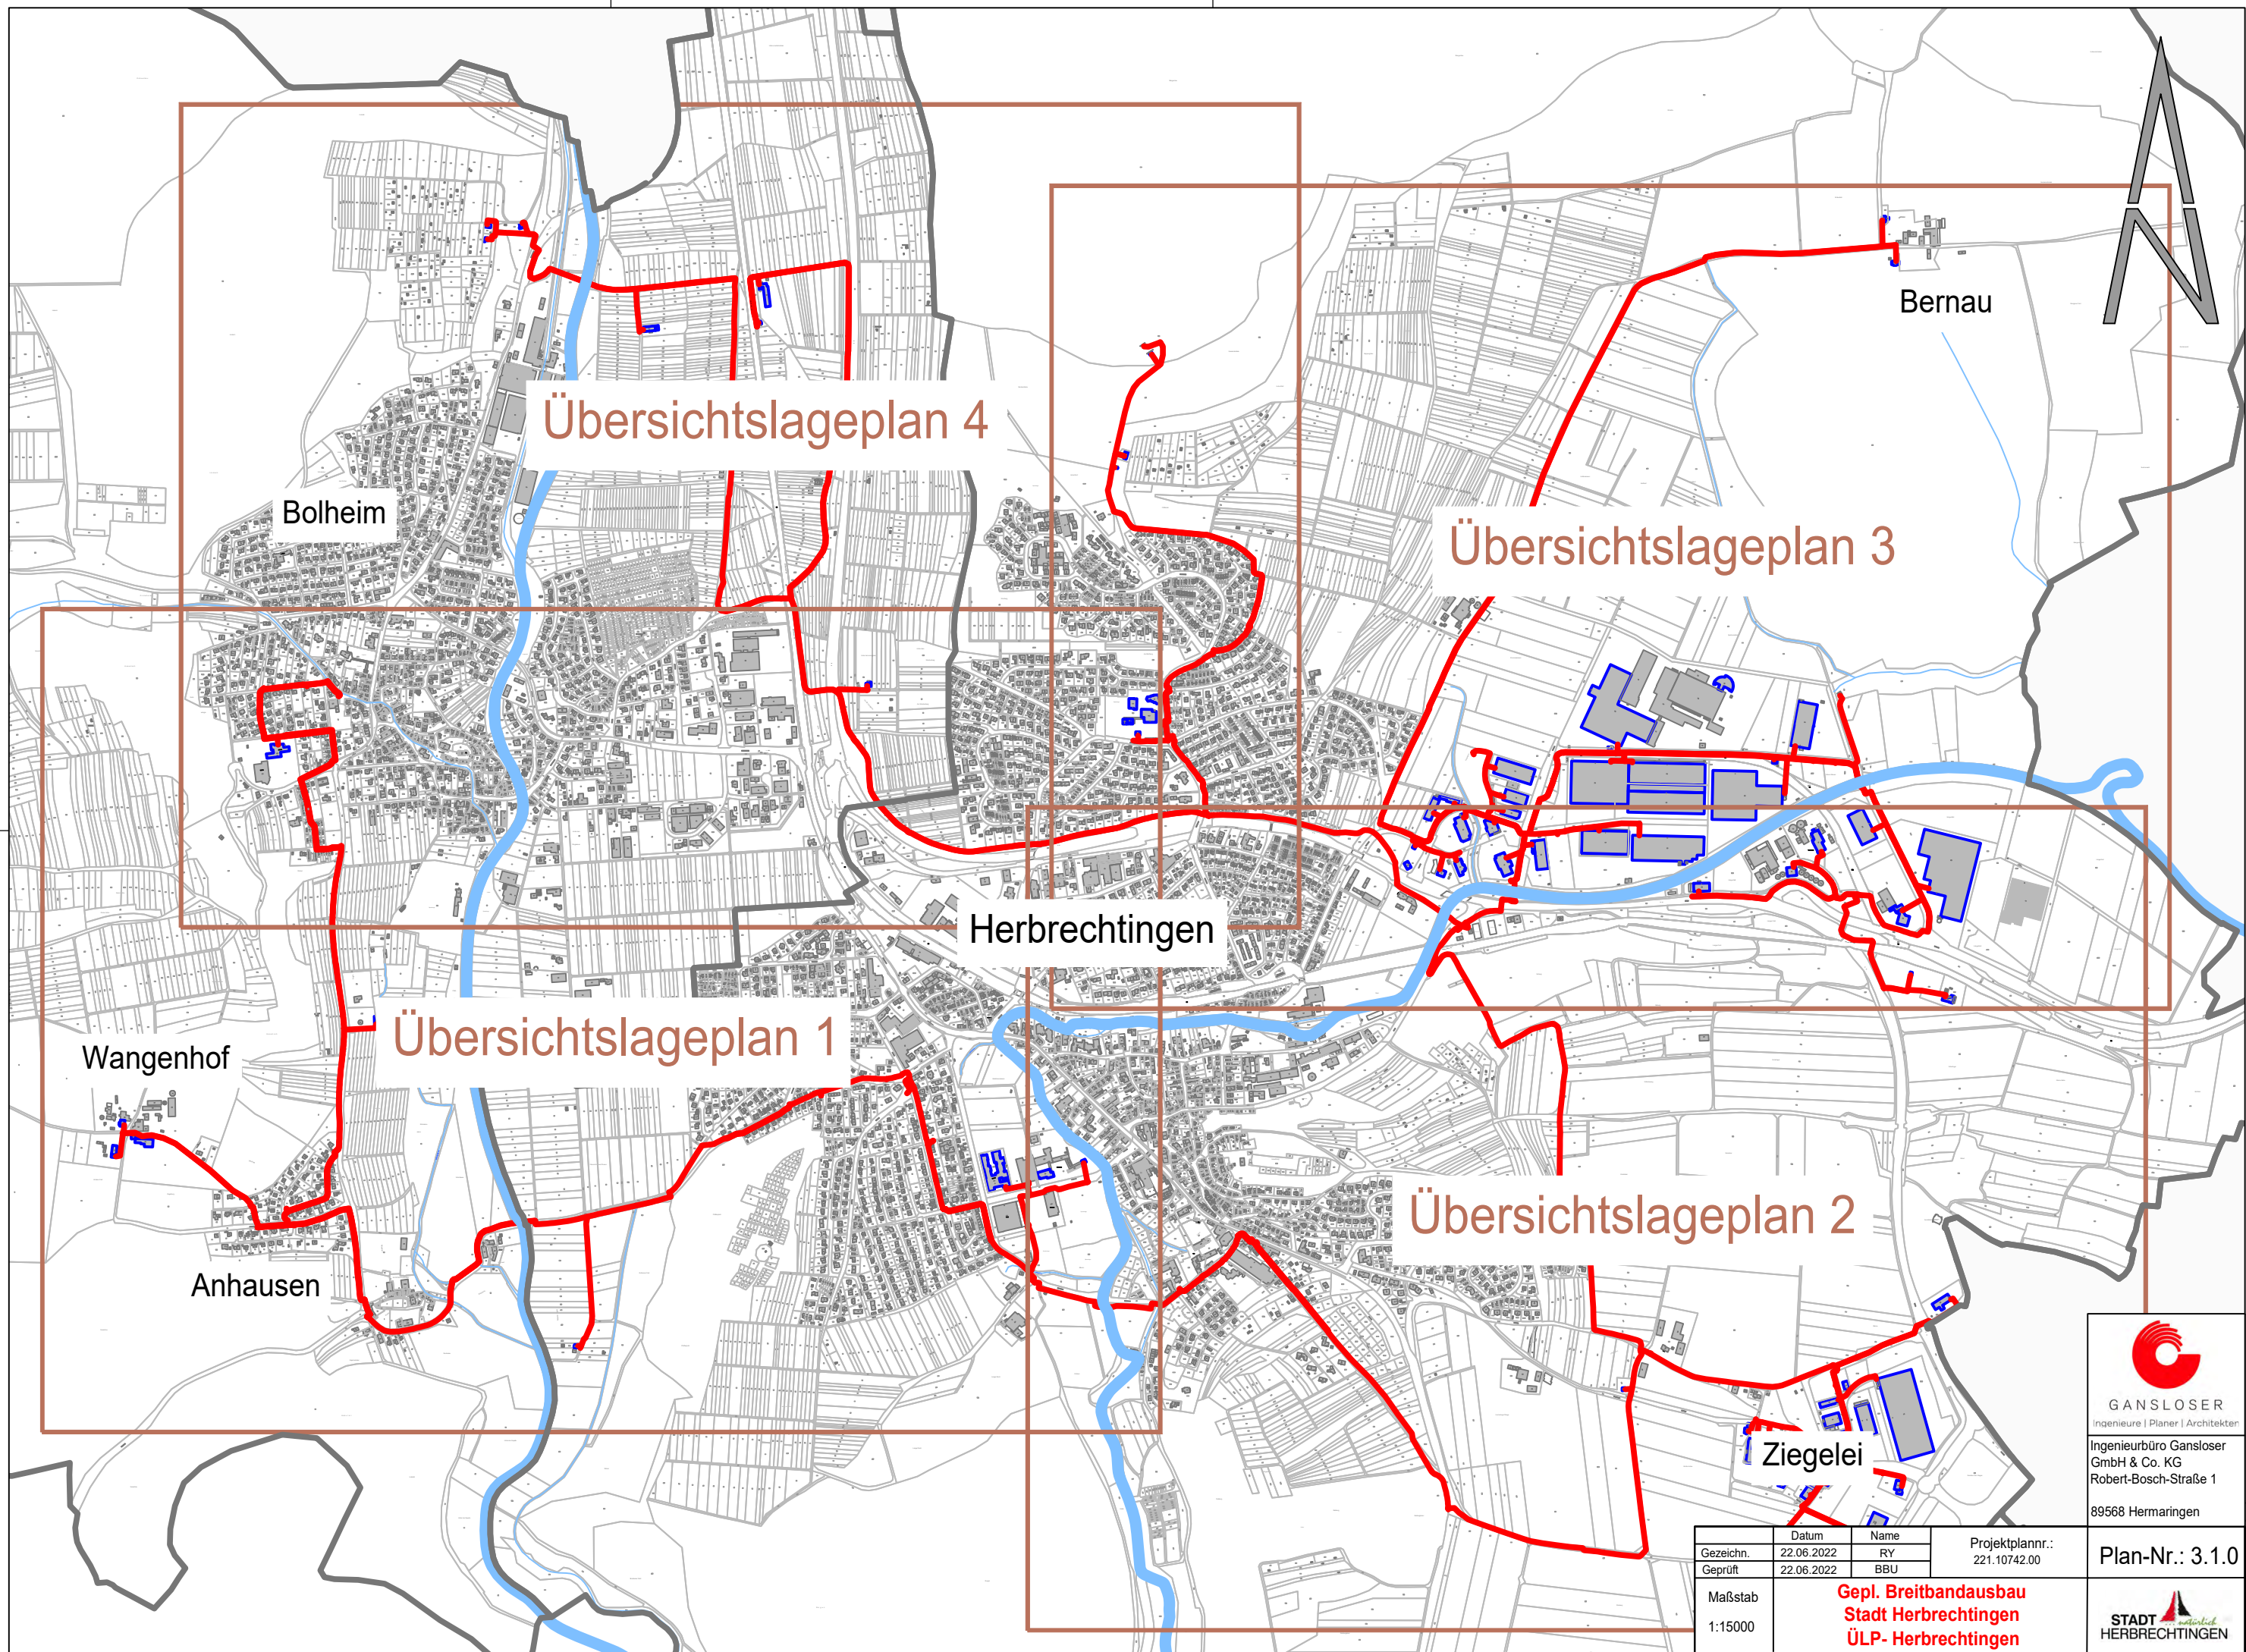 Bernau
Übersichtslageplan 4
Bolheim
Übersichtslageplan 3
Herbrechtingen
Übersichtslageplan 1
Wangenhof
Übersichtslageplan 2
Anhausen
Ziegelei
GANSLOSER
Ingenieure | Planer | Architekten
Ingenieurbüro Gansloser
GmbH & Co. KG
Robert-Bosch-Straße 1
89568 Hermaringen
Datum Name Projektplannr.:
Gezeichn. 22.06.2022 RY 221.10742.00
Geprüft 22.06.2022 BBU
Plan-Nr.: 3.1.0
Maßstab
1:15000
Gepl. Breitbandausbau
Stadt Herbrechtingen
ÜLP- Herbrechtingen
STADT natürlich
HERBRECHTINGEN